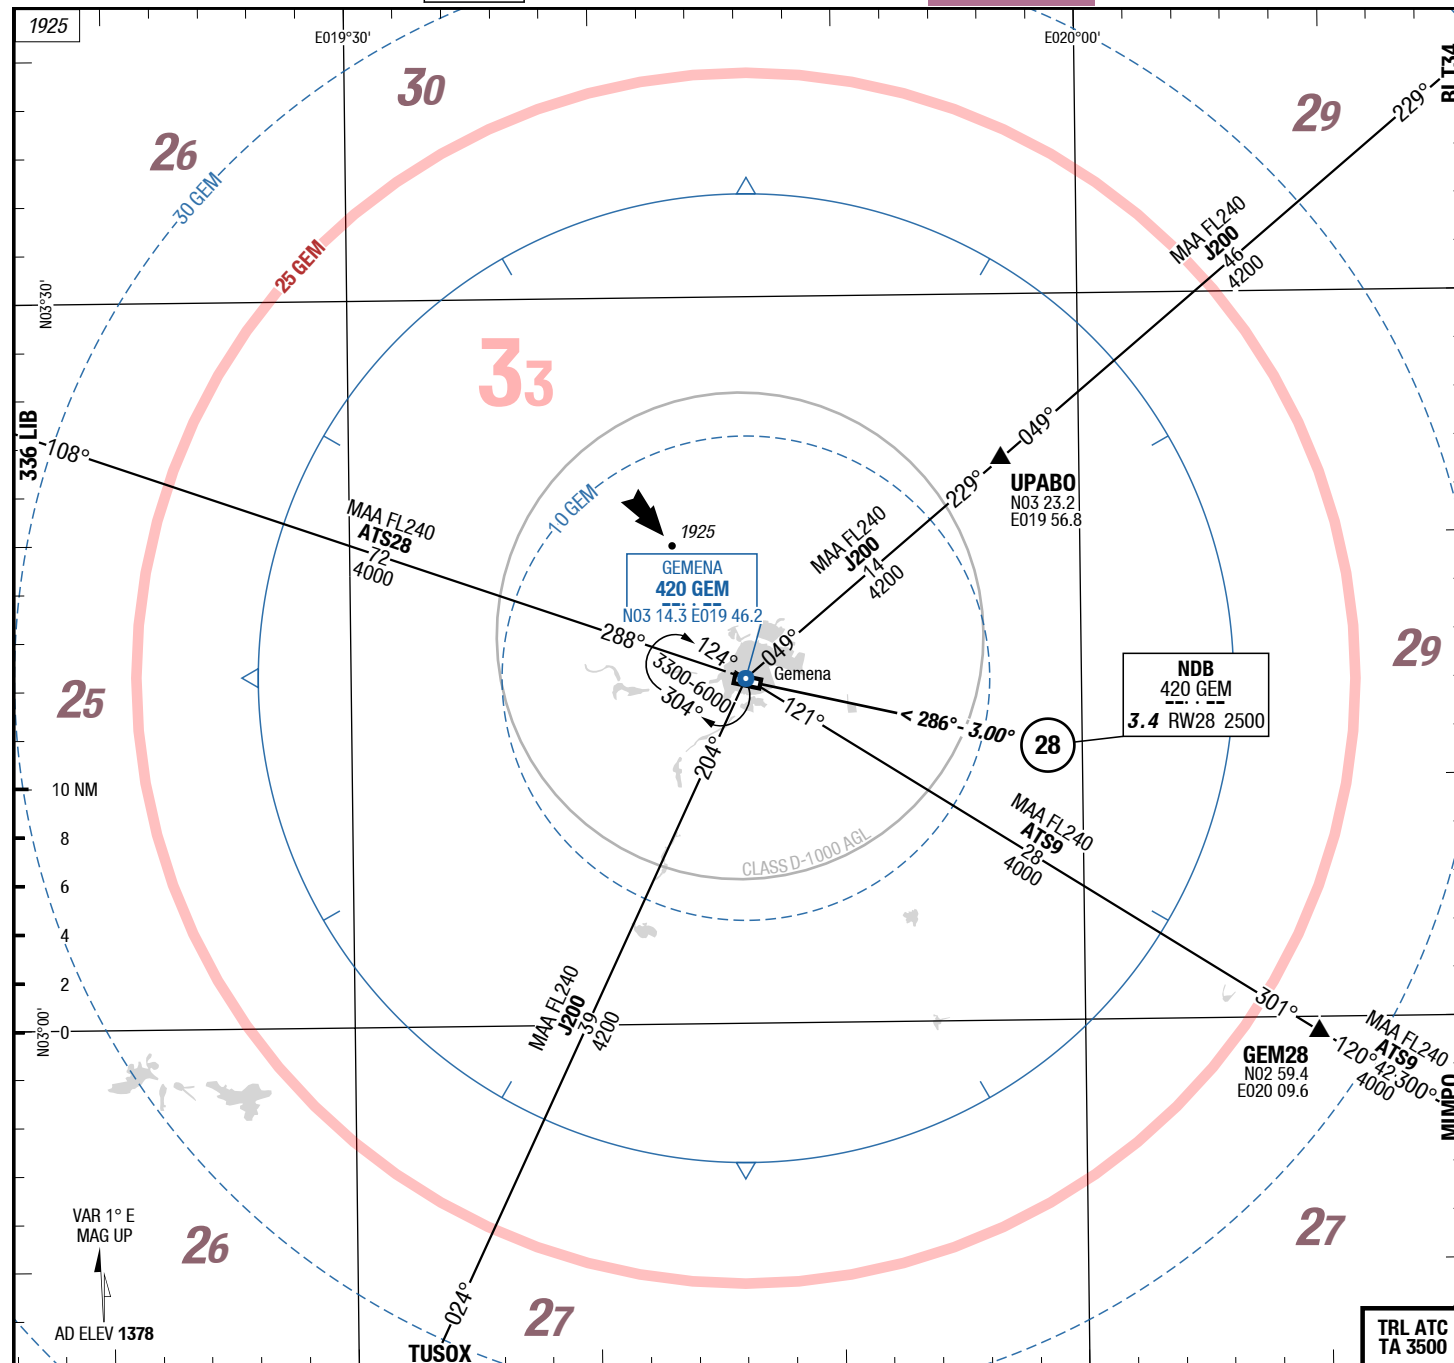 1925
E019°30'
E020°00'
BLT34
30
26
29
30 GEM
25 GEM
229°
MAA FL240
J200
46
4200
N03°30'
33
336 LIB
108°
049°
UPABO
N03 23.2
E019 56.8
229°
MAA FL240
J200
14
4200
MAA FL240
ATS28
72
4000
10 GEM
1925
GEMENA
420 GEM
N03 14.3 E019 46.2
288°
124°
049°
3300-6000
304°
Gemena
121°
204°
< 286°- 3.00°
28
NDB
420 GEM
3.4 RW28 2500
29
25
10 NM
8
6
4
2
0
N03°00'
CLASS D-1000 AGL
MAA FL240
ATS9
28
4000
MAA FL240
J200
39
4200
301°
GEM28
N02 59.4
E020 09.6
MAA FL240
ATS9
120°42300°
4000
MIMPO
VAR 1° E
MAG UP
AD ELEV 1378
26
27
27
024°
TUSOX
TRL ATC
TA 3500